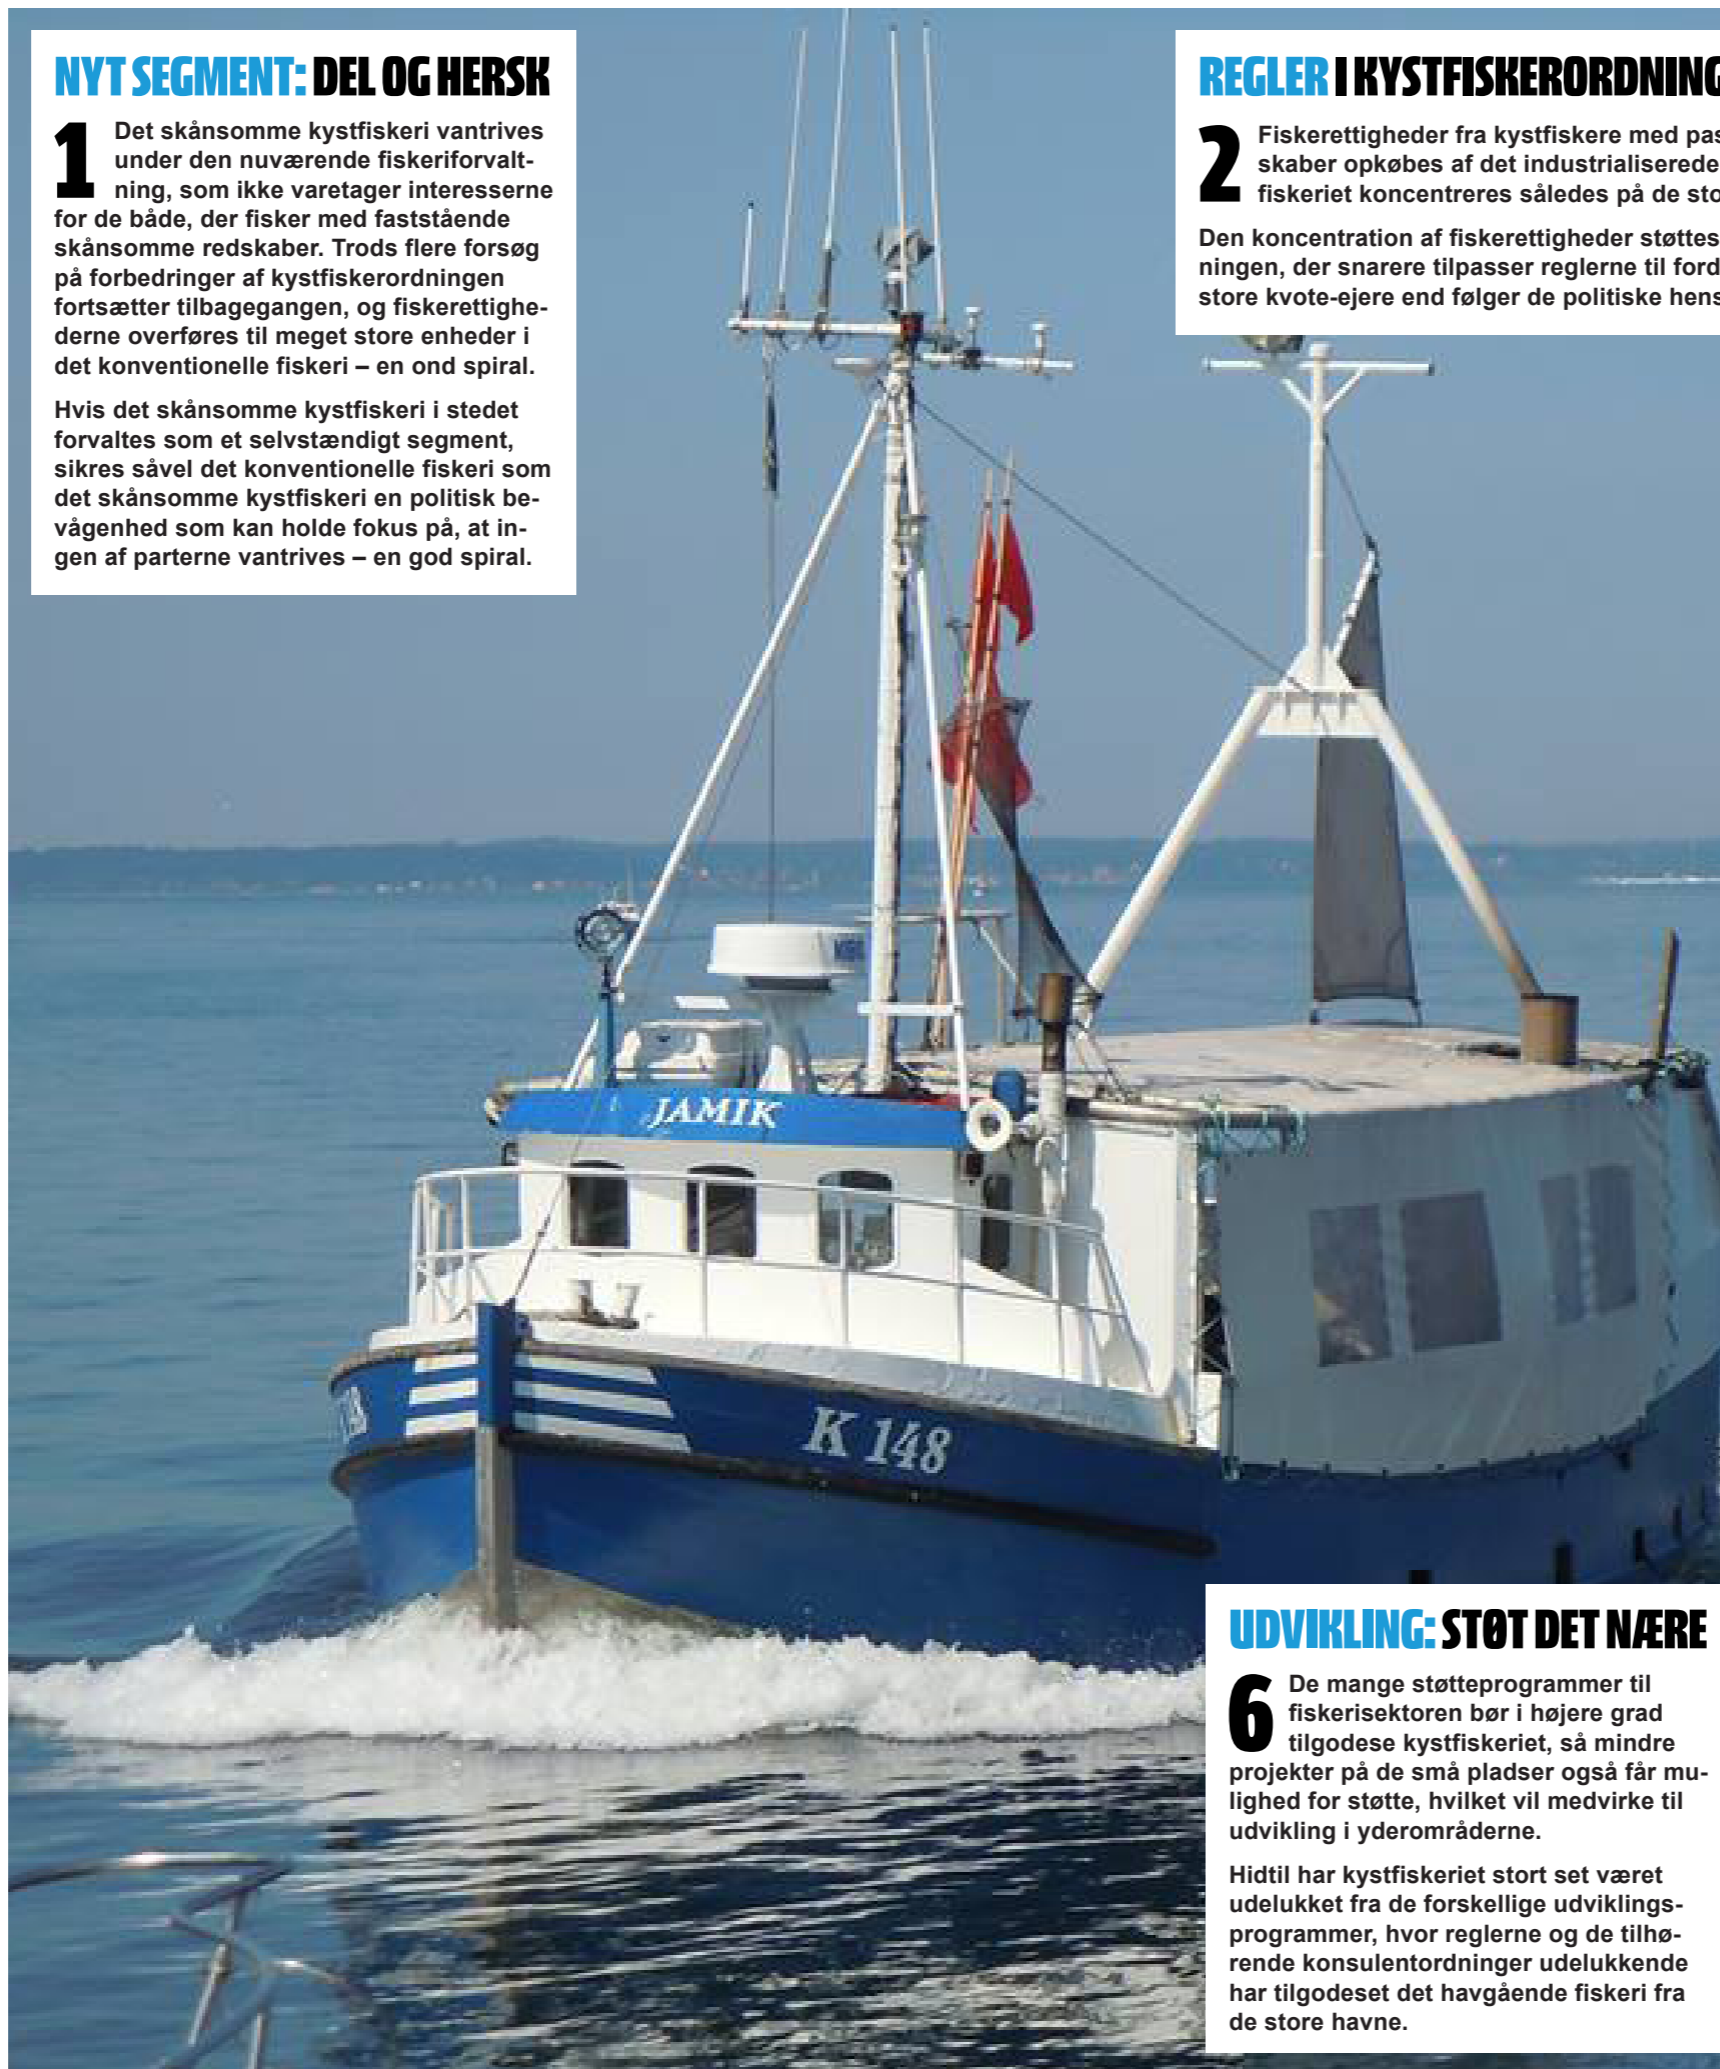 NYT SEGMENT: DEL OG HERSK
1 Det skånsomme kystfiskeri vantrives
under den nuværende fiskeriforvalt-
ning, som ikke varetager interesserne
for de både, der fisker med faststående
skånsomme redskaber. Trods flere forsøg
på forbedringer af kystfiskerordningen
fortsætter tilbagegangen, og fiskerettighe-
derne overføres til meget store enheder i
det konventionelle fiskeri – en ond spiral.
Hvis det skånsomme kystfiskeri i stedet
forvaltes som et selvstændigt segment,
sikres såvel det konventionelle fiskeri som
det skånsomme kystfiskeri en politisk be-
vågenhed som kan holde fokus på, at in-
gen af parterne vantrives – en god spiral.
REGLER I KYSTFISKERORDNING
2 Fiskerettigheder fra kystfiskere med pas
skaber opkøbes af det industrialiserede
fiskeriet koncentreres således på de sto
Den koncentration af fiskerettigheder støttes
ningen, der snarere tilpasser reglerne til ford
store kvote-ejere end følger de politiske hens
JAMIK
K 148
UDVIKLING: STØT DET NÆRE
6 De mange støtteprogrammer til
fiskerisektoren bør i højere grad
tilgodese kystfiskeriet, så mindre
projekter på de små pladser også får mu-
lighed for støtte, hvilket vil medvirke til
udvikling i yderområderne.
Hidtil har kystfiskeriet stort set været
udelukket fra de forskellige udviklings-
programmer, hvor reglerne og de tilhø-
rende konsulentordninger udelukkende
har tilgodeset det havgående fiskeri fra
de store havne.